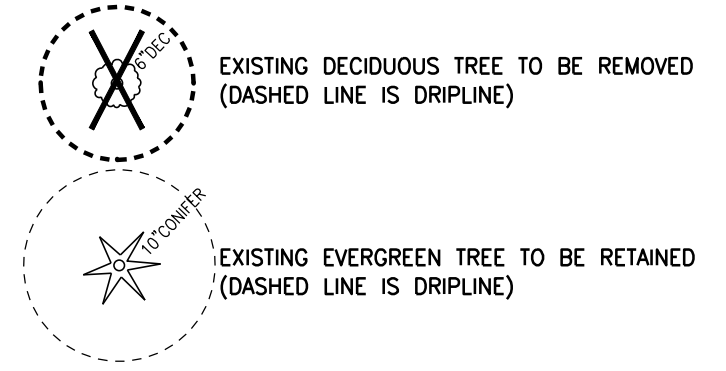 6"DEC
EXISTING DECIDUOUS TREE TO BE REMOVED
(DASHED LINE IS DRIPLINE)
10"CONIFER
EXISTING EVERGREEN TREE TO BE RETAINED
(DASHED LINE IS DRIPLINE)